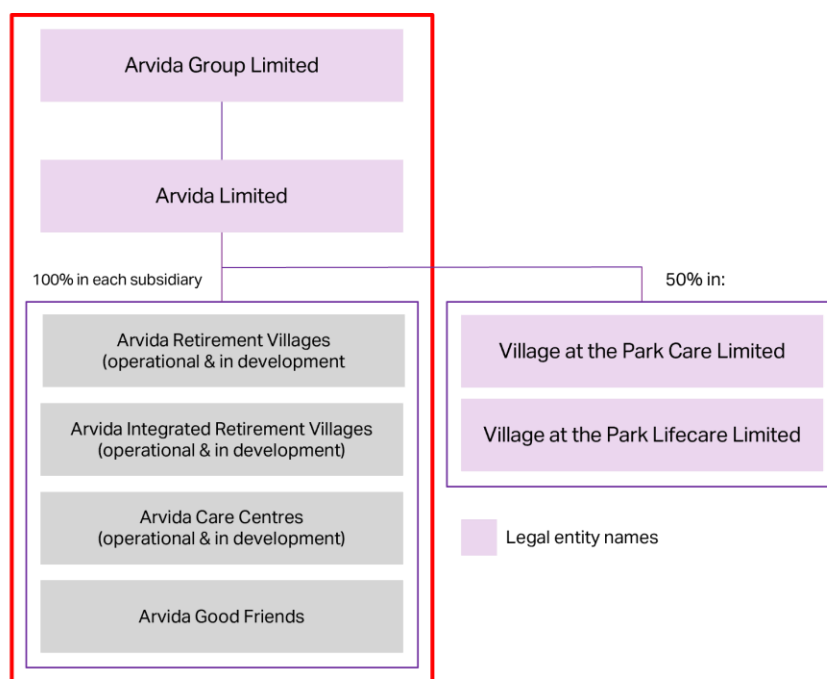 Arvida Group Limited
Arvida Limited
100% in each subsidiary
50% in:
Arvida Retirement Villages
(operational & in development
Arvida Integrated Retirement Villages
(operational & in development)
Arvida Care Centres
(operational & in development)
Arvida Good Friends
Village at the Park Care Limited
Village at the Park Lifecare Limited
Legal entity names